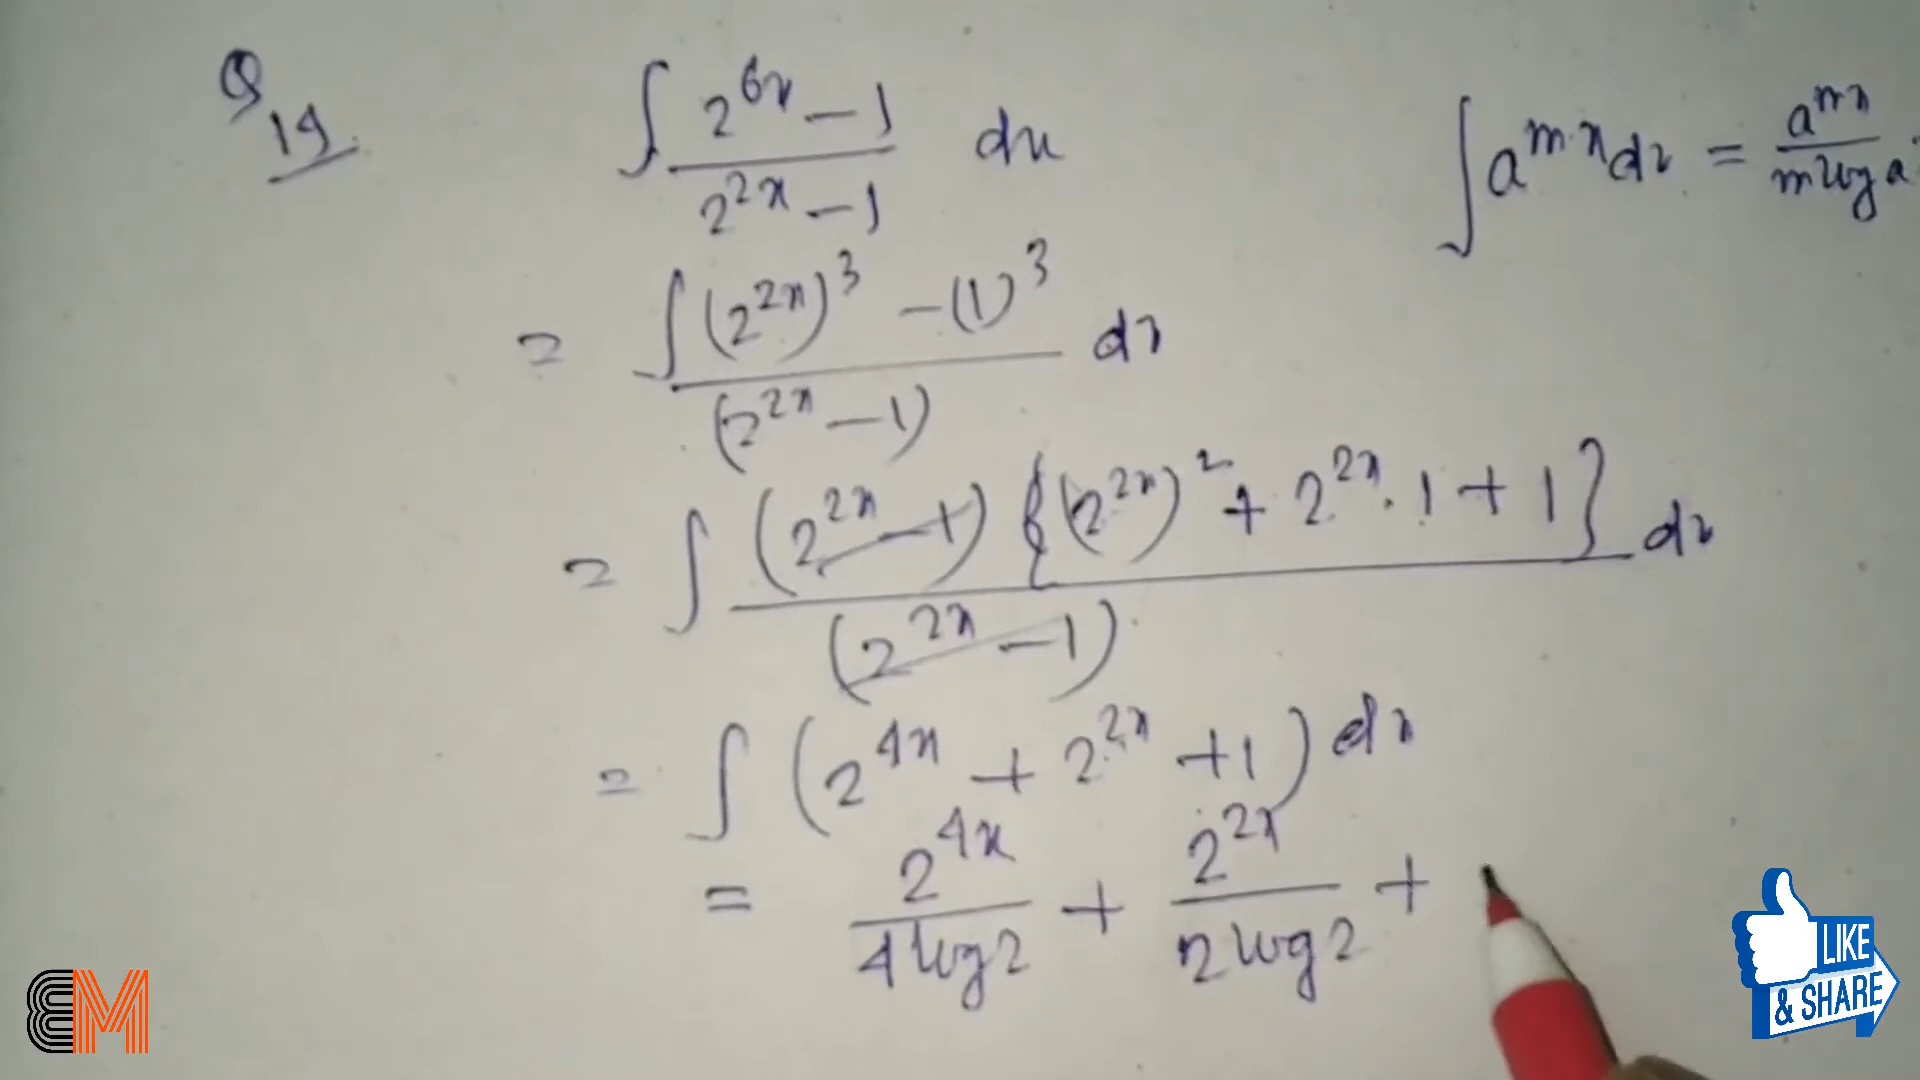 Q 19
∫ (2^{6x} - 1)/(2^{2x} - 1) dx
∫ a^{m·x} dx = a^{mx}/(m log a)
= ∫ ((2^{2x})^3 - (1)^3)/(2^{2x} - 1) dx
= ∫ (2^{2x} - 1) {(2^{2x})^2 + 2^{2x} · 1 + 1}/(2^{2x} - 1) dx
= ∫ (2^{4x} + 2^{2x} + 1) dx
= 2^{4x}/(4 log 2) + 2^{2x}/(2 log 2) +
LIKE
& SHARE
EM